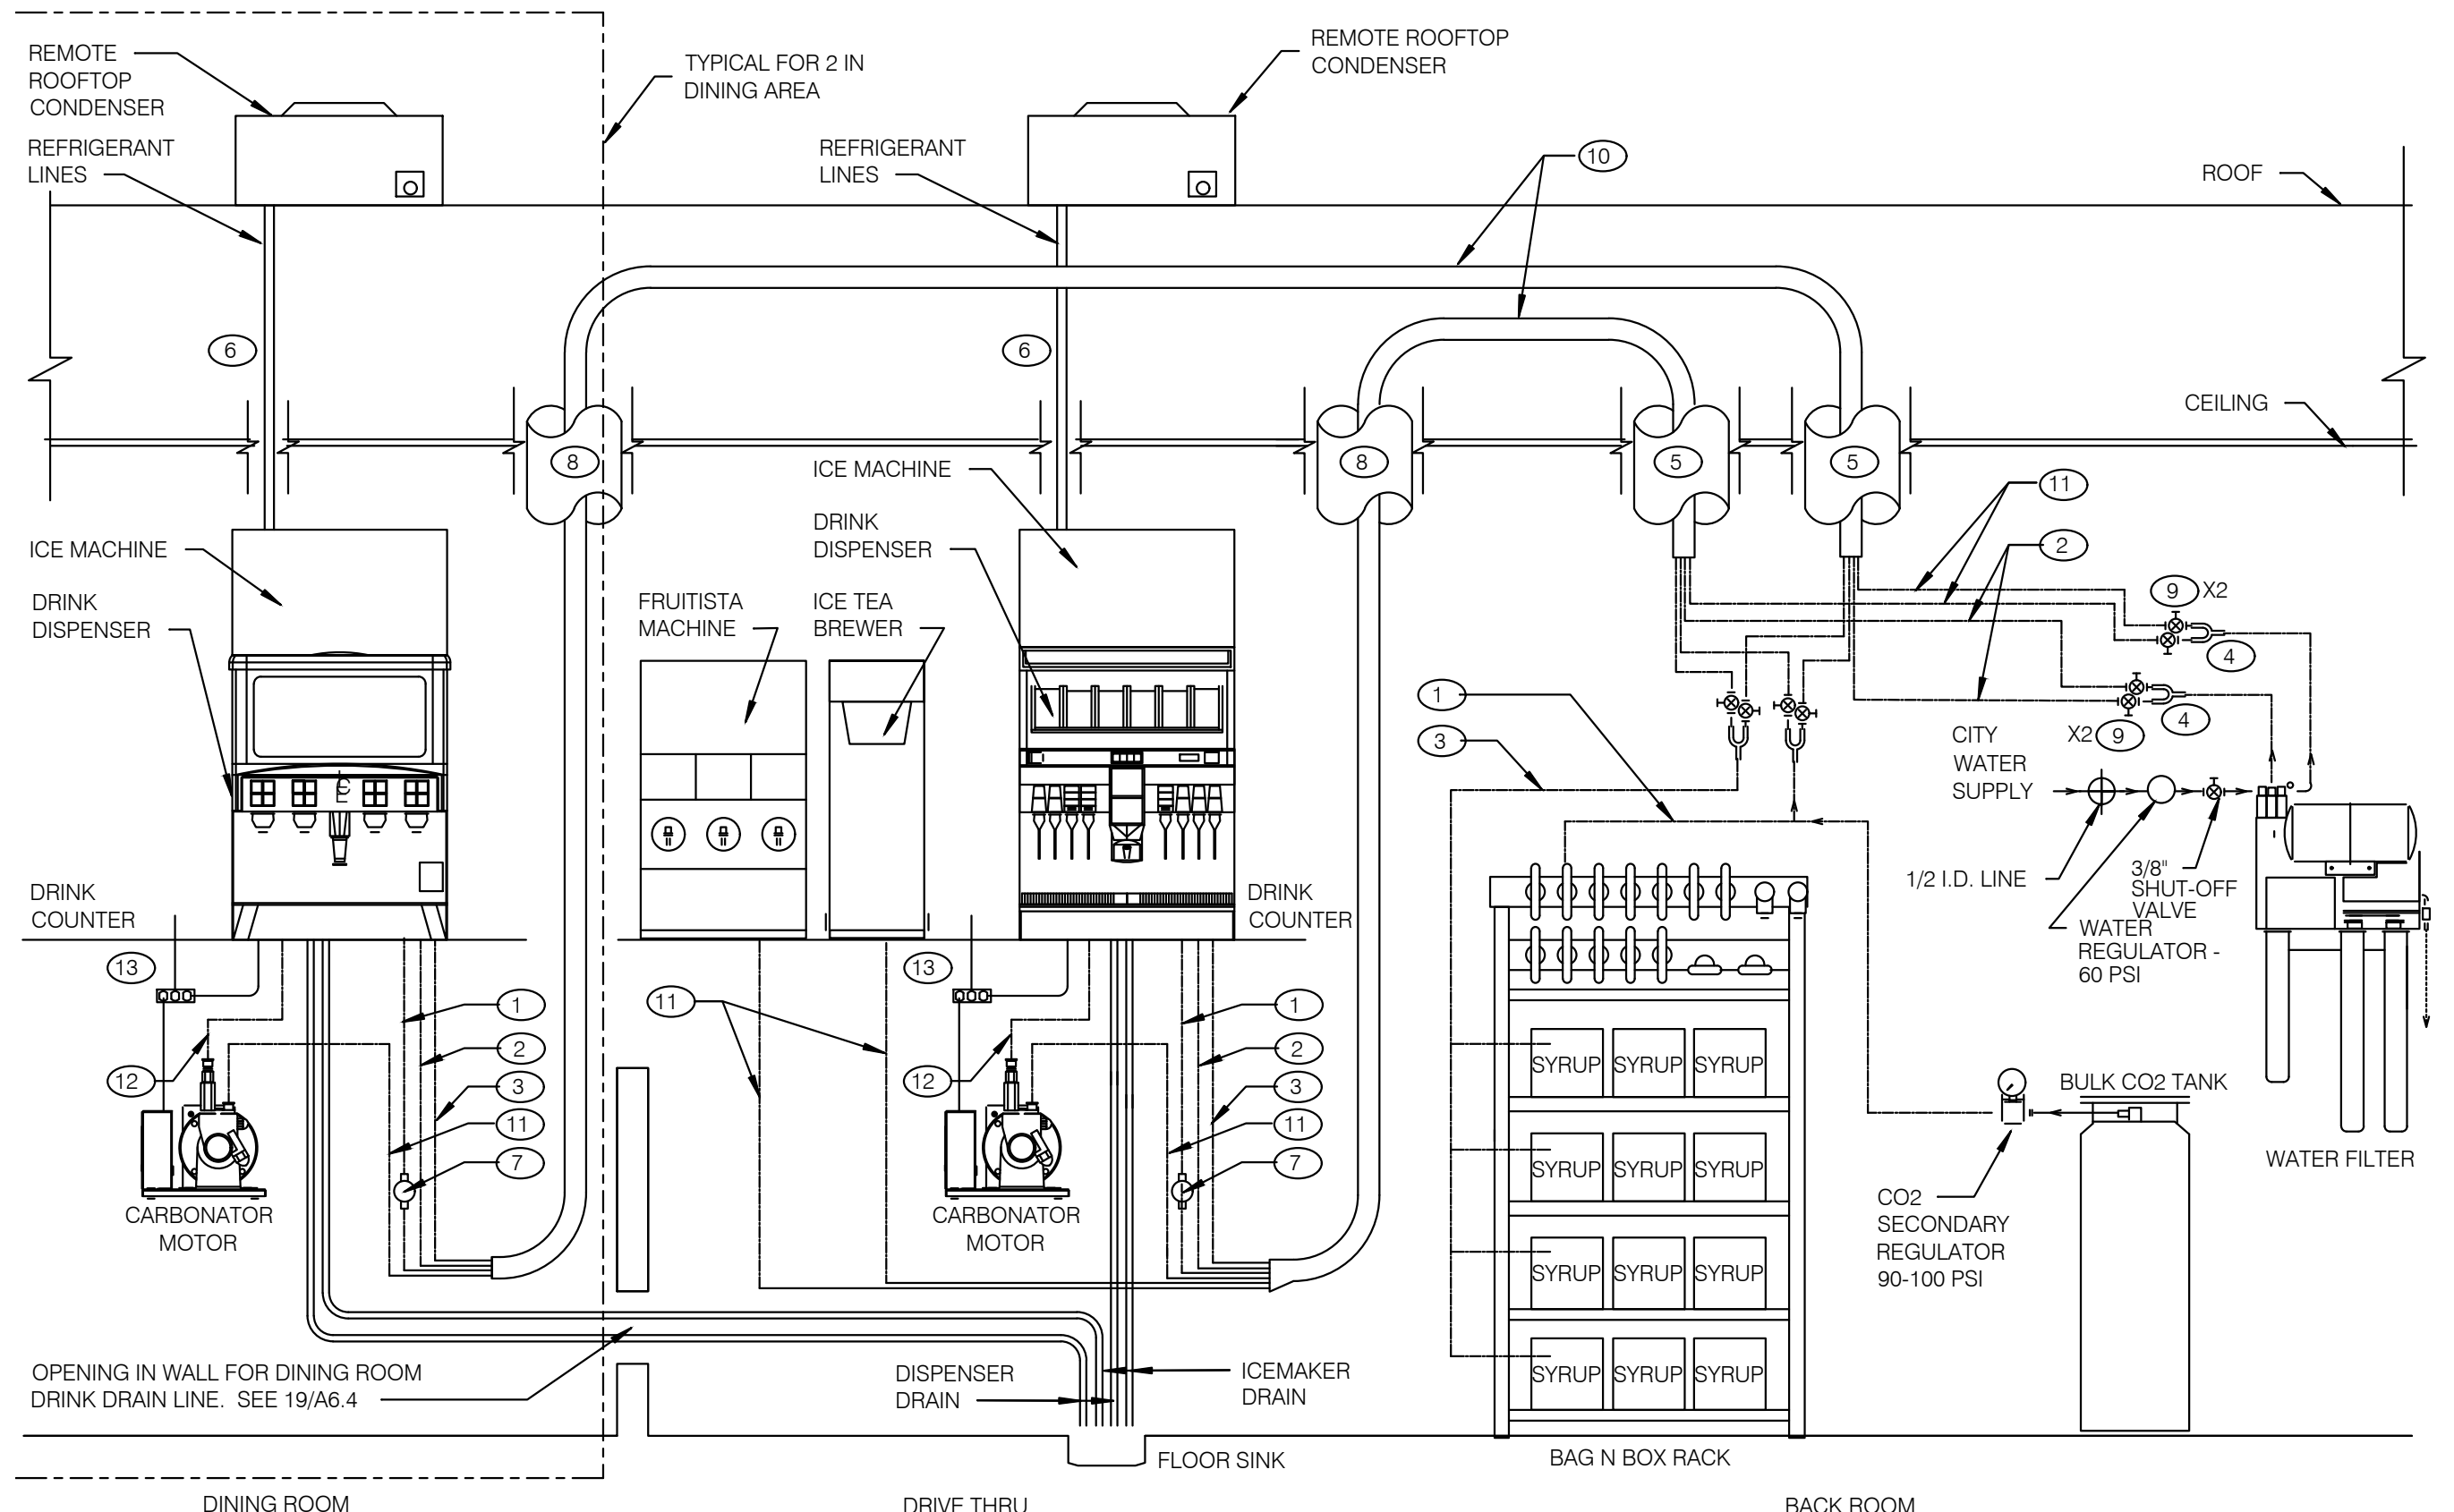 REMOTE
ROOFTOP
CONDENSER
TYPICAL FOR 2 IN
DINING AREA
REMOTE ROOFTOP
CONDENSER
REFRIGERANT
LINES
REFRIGERANT
LINES
10
ROOF
6
6
CEILING
8
8
5
5
ICE MACHINE
11
DRINK
DISPENSER
2
ICE MACHINE
DRINK
DISPENSER
FRUITISTA
MACHINE
ICE TEA
BREWER
9 X2
4
1
3
4
X2 9
CITY
WATER
SUPPLY
1/2 I.D. LINE
3/8"
SHUT-OFF
VALVE
WATER
REGULATOR -
60 PSI
DRINK
COUNTER
DRINK
COUNTER
13
13
11
1
2
3
11
7
1
2
3
11
7
12
12
CARBONATOR
MOTOR
CARBONATOR
MOTOR
SYRUP SYRUP SYRUP
SYRUP SYRUP SYRUP
SYRUP SYRUP SYRUP
SYRUP SYRUP SYRUP
BULK CO2 TANK
WATER FILTER
CO2
SECONDARY
REGULATOR
90-100 PSI
OPENING IN WALL FOR DINING ROOM
DRINK DRAIN LINE.  SEE 19/A6.4
DISPENSER
DRAIN
ICEMAKER
DRAIN
FLOOR SINK
BAG N BOX RACK
DINING ROOM
DRIVE THRU
BACK ROOM